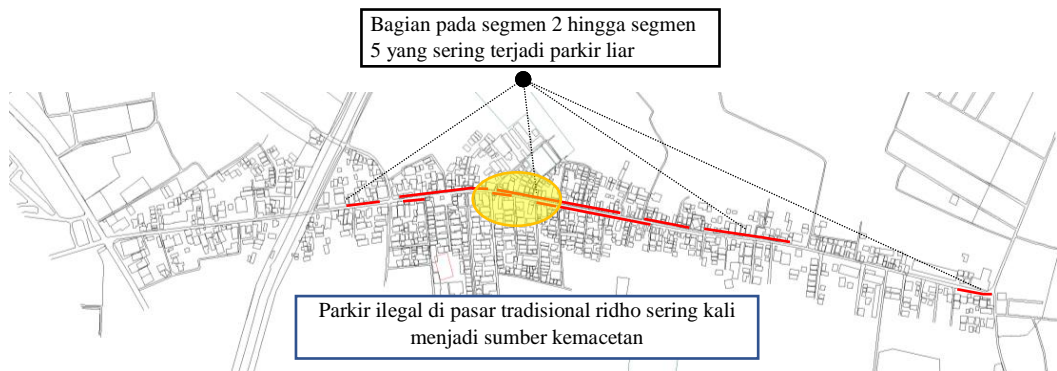 Bagian pada segmen 2 hingga segmen
5 yang sering terjadi parkir liar
Parkir ilegal di pasar tradisional ridho sering kali
menjadi sumber kemacetan